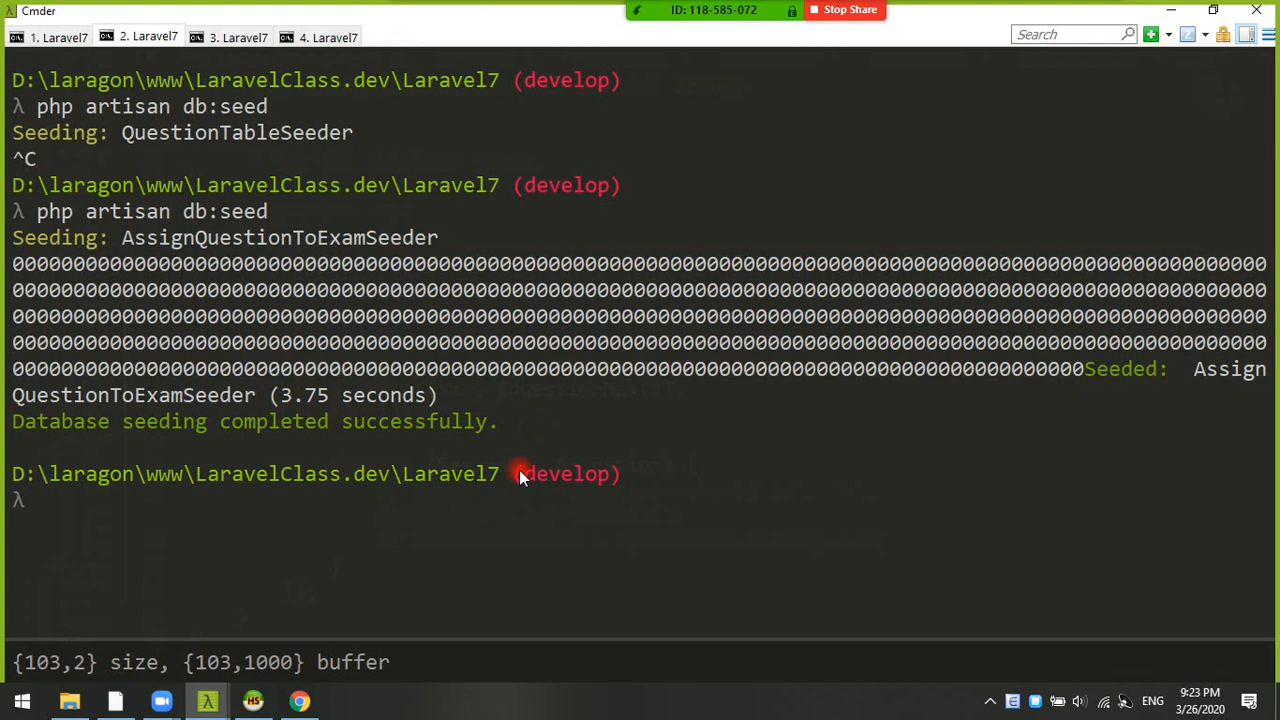 Cmder
ID: 118-585-072
Stop Share
1. Laravel7
2. Laravel7
3. Laravel7
4. Laravel7
Search
D:\laragon\www\LaravelClass.dev\Laravel7 (develop)
λ php artisan db:seed
Seeding: QuestionTableSeeder
^C
D:\laragon\www\LaravelClass.dev\Laravel7 (develop)
λ php artisan db:seed
Seeding: AssignQuestionToExamSeeder
0000000000000000000000000000000000000000000000000000000000000000000000000000000000000000000000000000000
0000000000000000000000000000000000000000000000000000000000000000000000000000000000000000000000000000000
0000000000000000000000000000000000000000000000000000000000000000000000000000000000000000000000000000000
0000000000000000000000000000000000000000000000000000000000000000000000000000000000000000000000000000000
0000000000000000000000000000000000000000000000000000000000000000000000000000000000000000Seeded:  Assign
QuestionToExamSeeder (3.75 seconds)
Database seeding completed successfully.
D:\laragon\www\LaravelClass.dev\Laravel7 (develop)
λ
{103,2} size, {103,1000} buffer
λ
HS
ENG
9:23 PM
3/26/2020